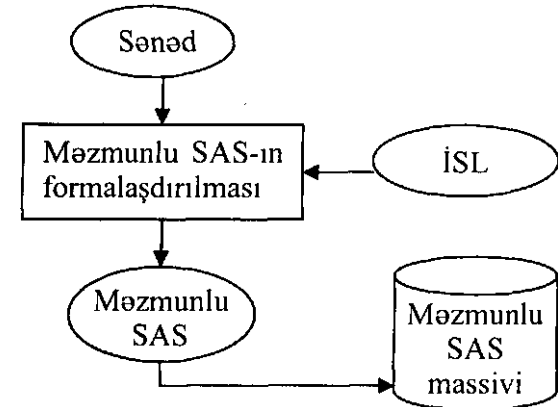 Sənəd
Məzmunlu SAS-ın
formalaşdırılması
İSL
Məzmunlu
SAS
Məzmunlu
SAS
massivi